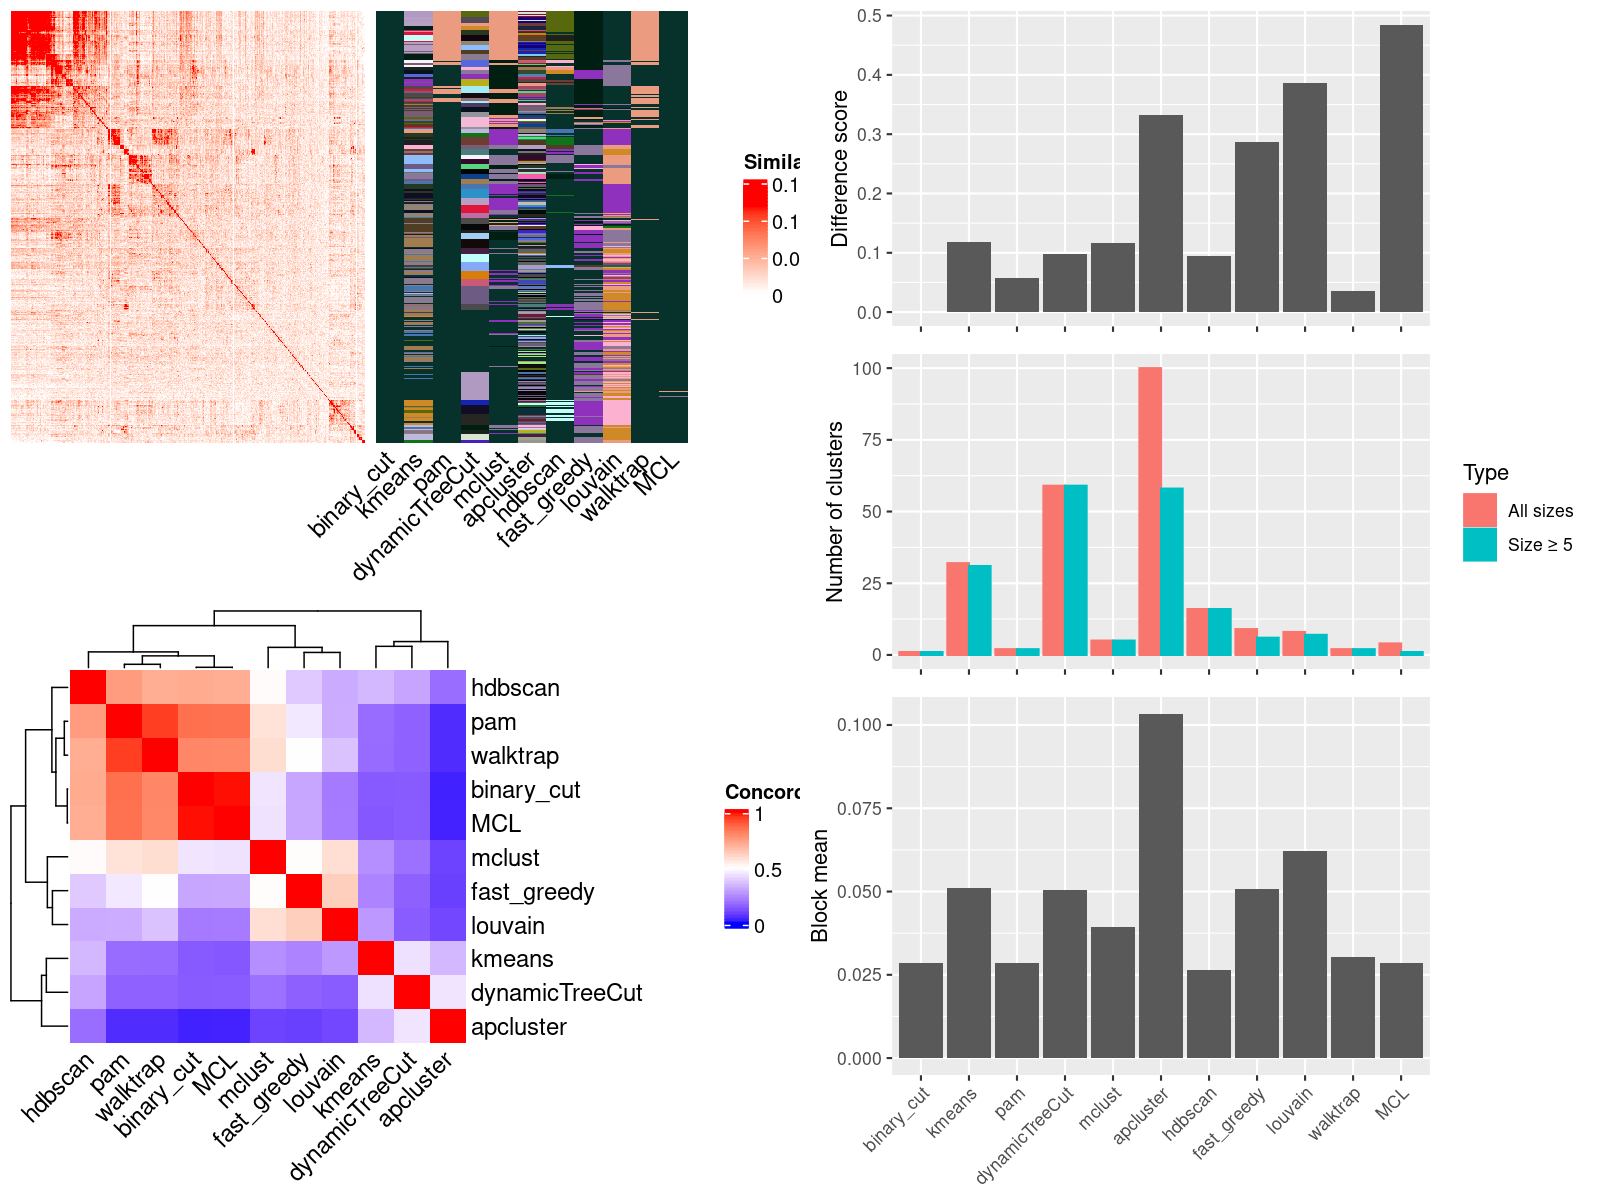 Simila
0.1
0.1
0.0
0
binary_cut
kmeans
pam
dynamicTreeCut
mclust
apcluster
hdbscan
fast_greedy
louvain
walktrap
MCL
hdbscan
pam
walktrap
binary_cut
MCL
mclust
fast_greedy
louvain
kmeans
dynamicTreeCut
apcluster
hdbscan
pam
walktrap
binary_cut
MCL
mclust
fast_greedy
louvain
kmeans
dynamicTreeCut
apcluster
Concord
1
0.5
0
Difference score
0.5
0.4
0.3
0.2
0.1
0.0
Number of clusters
100
75
50
25
0
Type
All sizes
Size ≥ 5
Block mean
0.100
0.075
0.050
0.025
0.000
binary_cut
kmeans
pam
dynamicTreeCut
mclust
apcluster
hdbscan
fast_greedy
louvain
walktrap
MCL